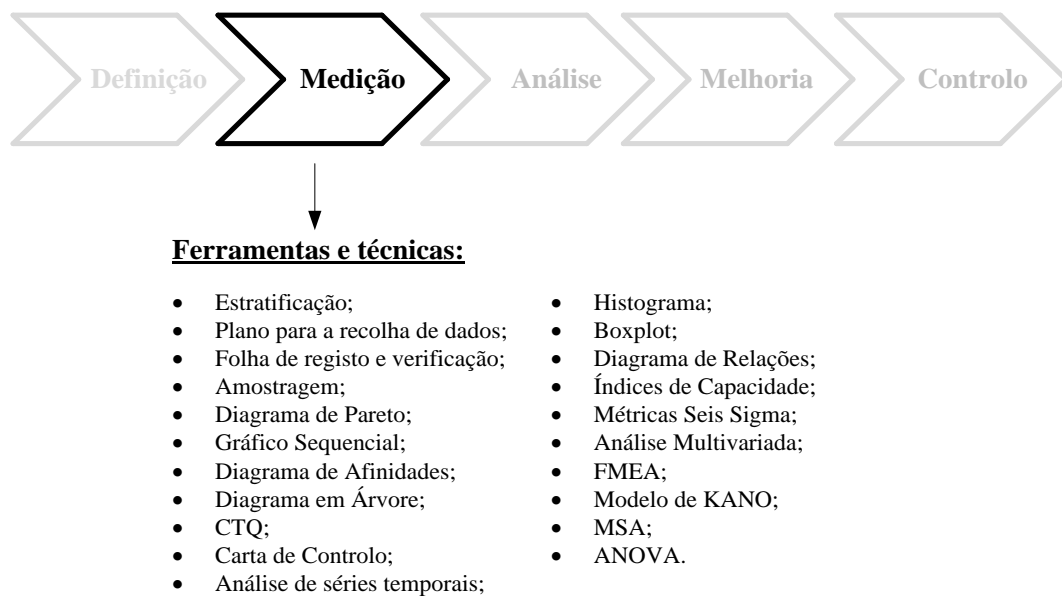 Definição Medição Análise Melhoria Controlo
Ferramentas e técnicas:
• Estratificação;
• Plano para a recolha de dados;
• Folha de registo e verificação;
• Amostragem;
• Diagrama de Pareto;
• Gráfico Sequencial;
• Diagrama de Afinidades;
• Diagrama em Árvore;
• CTQ;
• Carta de Controlo;
• Análise de séries temporais;
• Histograma;
• Boxplot;
• Diagrama de Relações;
• Índices de Capacidade;
• Métricas Seis Sigma;
• Análise Multivariada;
• FMEA;
• Modelo de KANO;
• MSA;
• ANOVA.